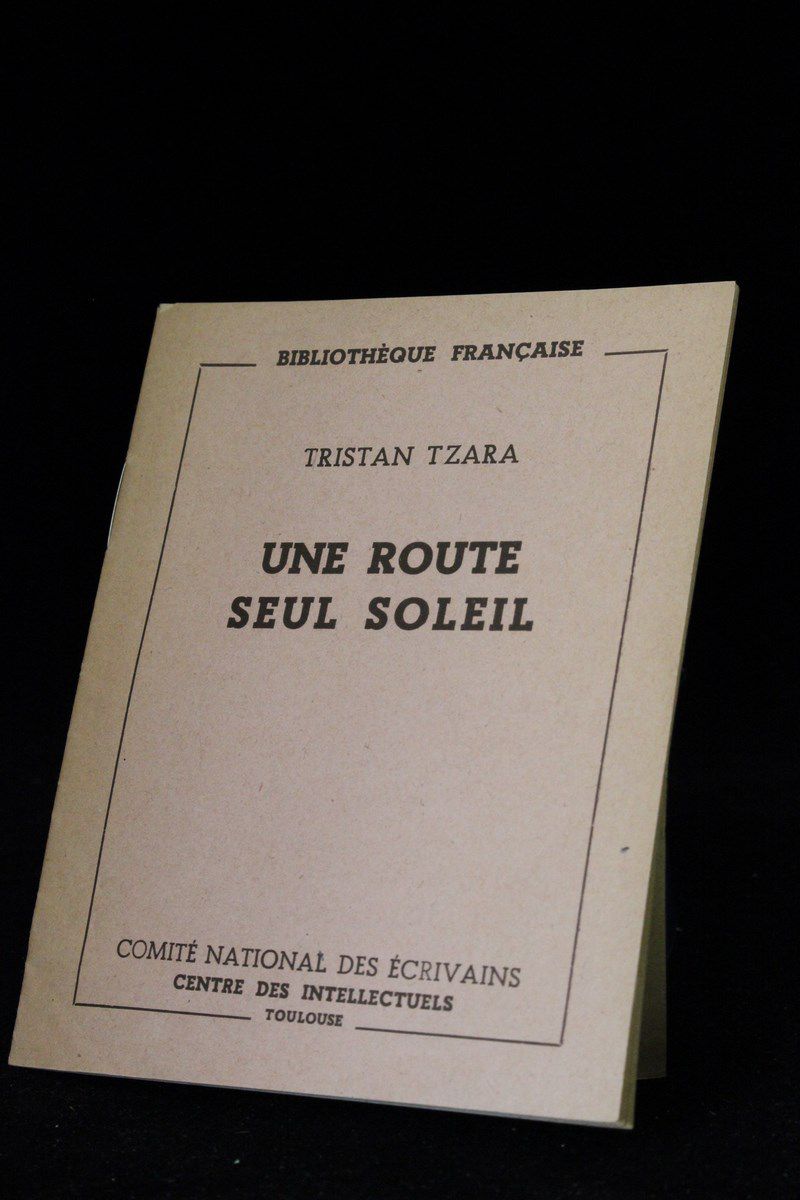 BIBLIOTHÈQUE FRANÇAISE
TRISTAN TZARA
UNE ROUTE
SEUL SOLEIL
COMITÉ NATIONAL DES ÉCRIVAINS
CENTRE DES INTELLECTUELS
TOULOUSE